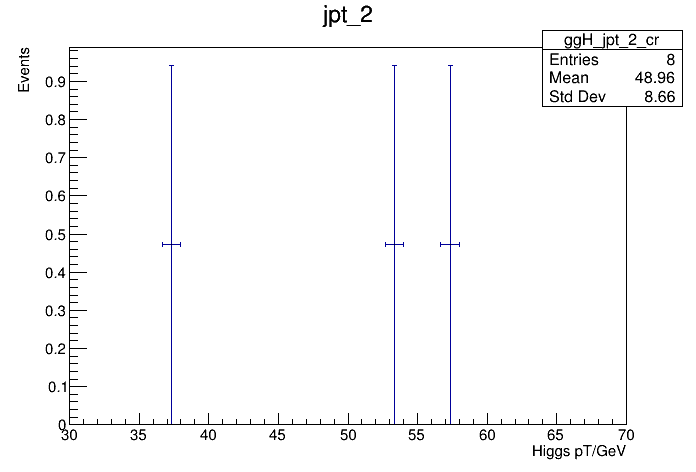 jpt_2
ggH_jpt_2_cr
Entries 8
Mean 48.96
Std Dev 8.66
Events
0.9
0.8
0.7
0.6
0.5
0.4
0.3
0.2
0.1
0
30 35 40 45 50 55 60 65 70
Higgs pT/GeV